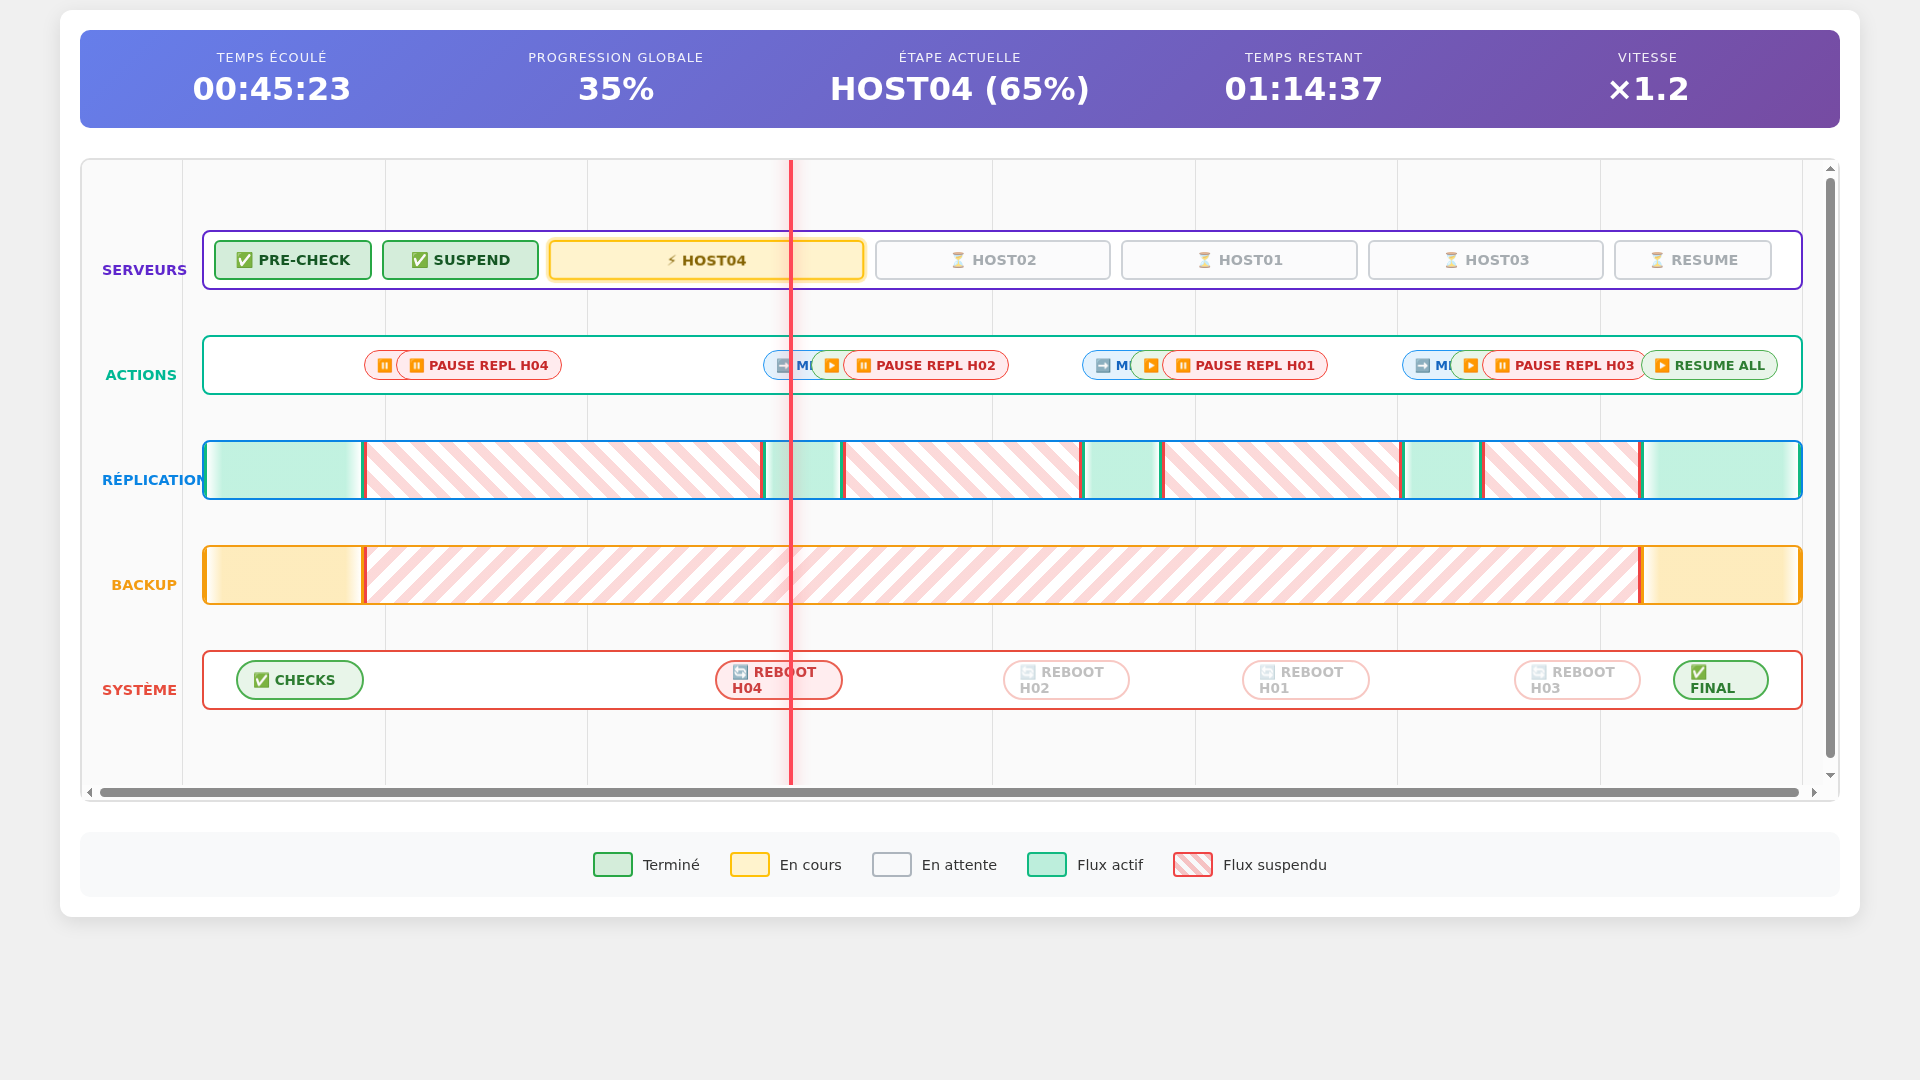 TEMPS ÉCOULÉ
00:45:23
PROGRESSION GLOBALE
35%
ÉTAPE ACTUELLE
HOST04 (65%)
TEMPS RESTANT
01:14:37
VITESSE
×1.2
SERVEURS
✅ PRE-CHECK
✅ SUSPEND
⚡ HOST04
⏳ HOST02
⏳ HOST01
⏳ HOST03
⏳ RESUME
ACTIONS
⏸️
⏸️ PAUSE REPL H04
➡️
▶️
⏸️ PAUSE REPL H02
➡️
▶️
⏸️ PAUSE REPL H01
➡️
▶️
⏸️ PAUSE REPL H03
▶️ RESUME ALL
RÉPLICATION
BACKUP
SYSTÈME
✅ CHECKS
🔄 REBOOT
H04
🔄 REBOOT
H02
🔄 REBOOT
H01
🔄 REBOOT
H03
✅
FINAL
Terminé
En cours
En attente
Flux actif
Flux suspendu